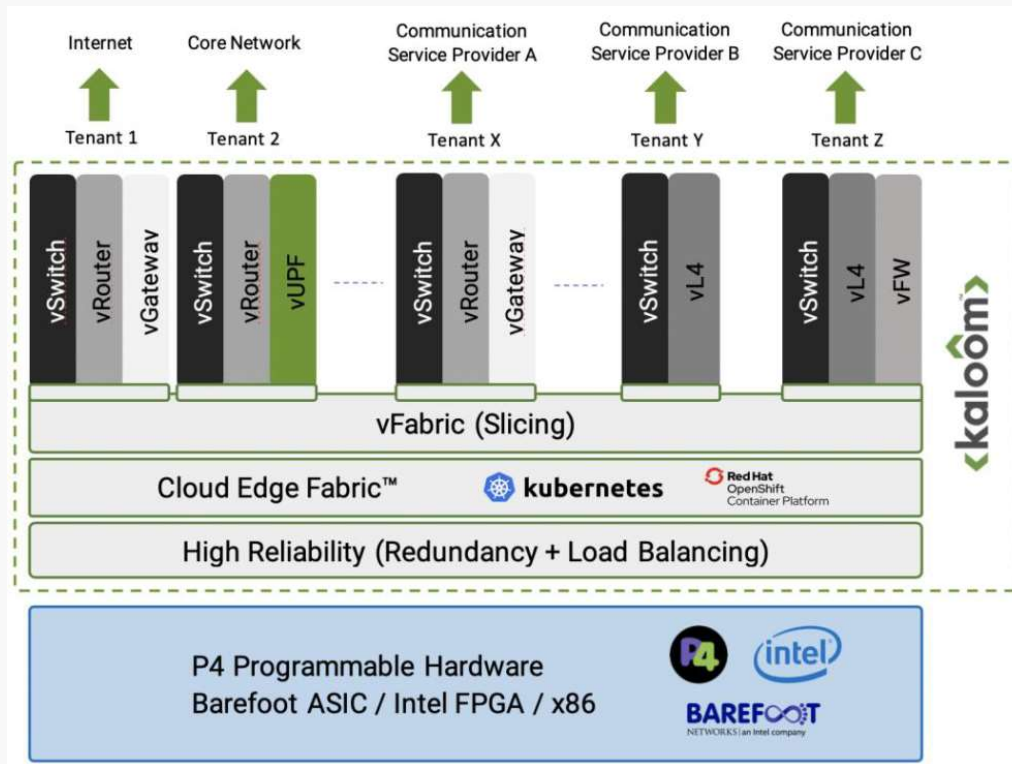 Internet
Core Network
Communication
Service Provider A
Communication
Service Provider B
Communication
Service Provider C
Tenant 1
Tenant 2
Tenant X
Tenant Y
Tenant Z
vSwitch
vRouter
vGateway
vSwitch
vRouter
vUPF
vSwitch
vRouter
vGateway
vSwitch
vL4
vSwitch
vL4
vFW
<kaloom>™
vFabric (Slicing)
Cloud Edge Fabric™
kubernetes
Red Hat
OpenShift
Container Platform
High Reliability (Redundancy + Load Balancing)
P4 Programmable Hardware
Barefoot ASIC / Intel FPGA / x86
P4
intel
BAREFOOT
NETWORKS | an Intel company